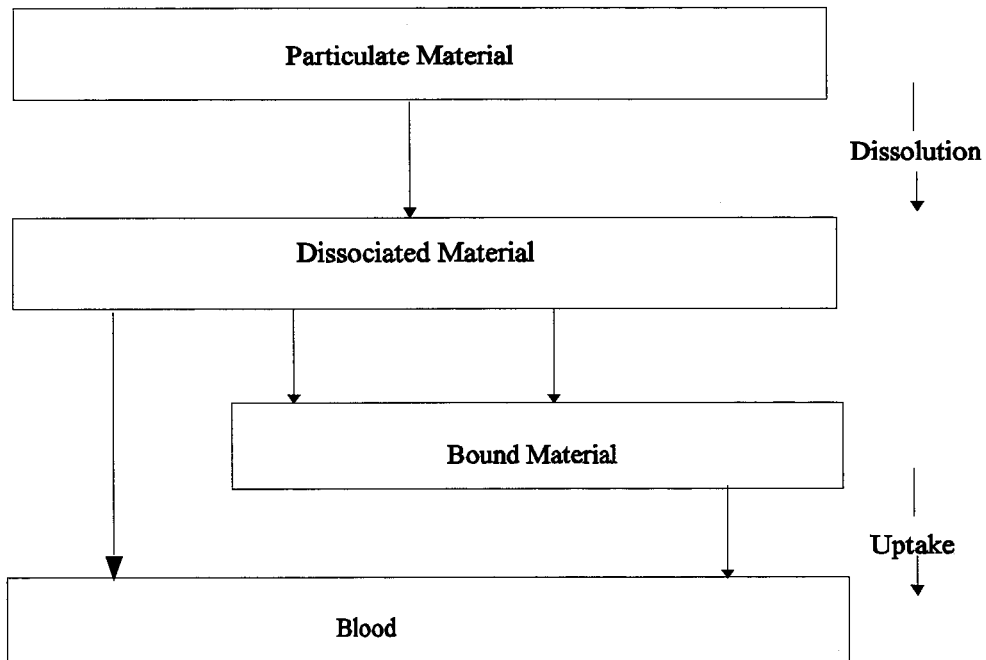 Particulate Material
Dissolution
Dissociated Material
Bound Material
Uptake
Blood